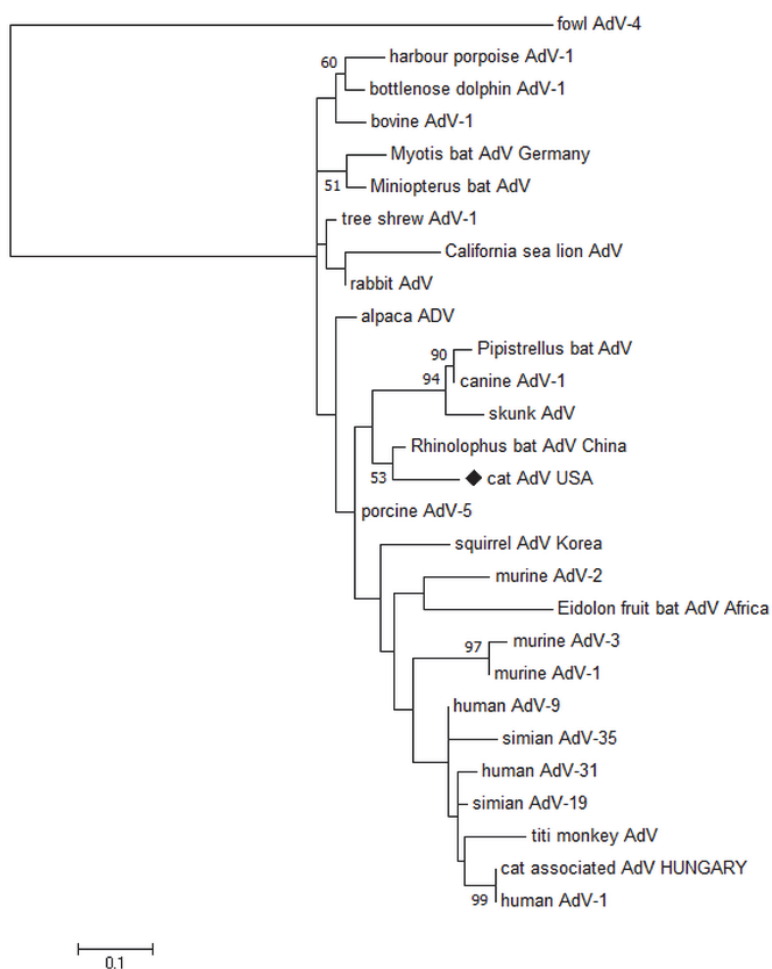 fowl AdV-4
harbour porpoise AdV-1
60
bottlenose dolphin AdV-1
bovine AdV-1
Myotis bat AdV Germany
51
Miniopterus bat AdV
tree shrew AdV-1
California sea lion AdV
rabbit AdV
alpaca ADV
Pipistrellus bat AdV
90
94
canine AdV-1
skunk AdV
Rhinolophus bat AdV China
53
cat AdV USA
porcine AdV-5
squirrel AdV Korea
murine AdV-2
Eidolon fruit bat AdV Africa
murine AdV-3
97
murine AdV-1
human AdV-9
simian AdV-35
human AdV-31
simian AdV-19
titi monkey AdV
cat associated AdV HUNGARY
99
human AdV-1
0.1